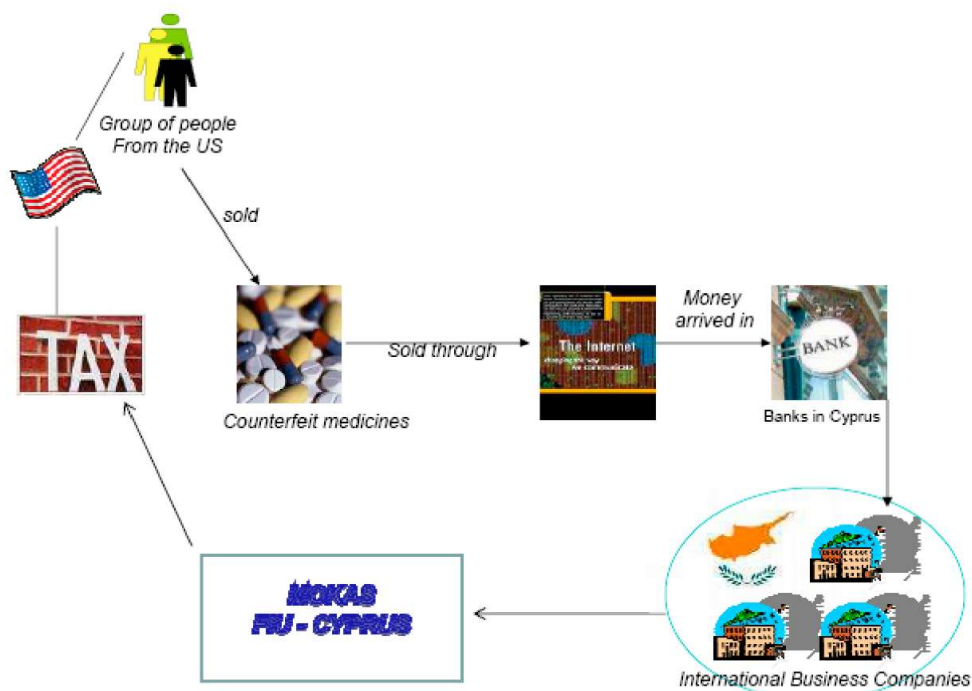 Group of people
From the US
sold
TAX
Counterfeit medicines
Sold through
The Internet
Money
arrived in
BANK
Banks in Cyprus
International Business Companies
MOKAS
FIU - CYPRUS